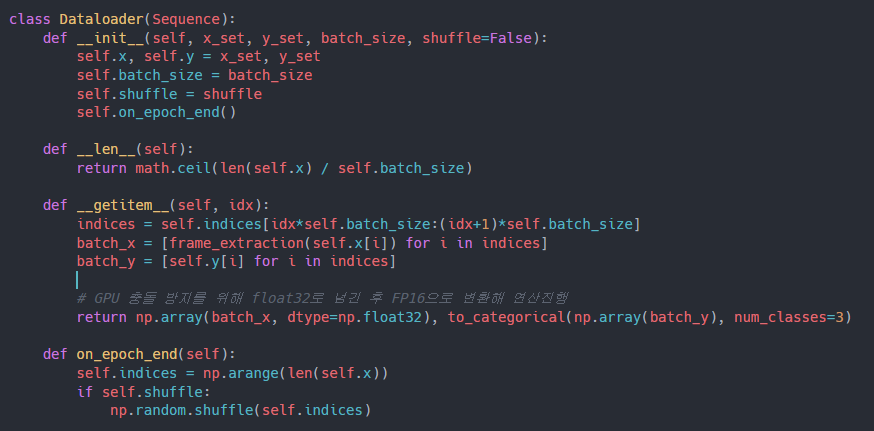 class Dataloader(Sequence):
    def __init__(self, x_set, y_set, batch_size, shuffle=False):
        self.x, self.y = x_set, y_set
        self.batch_size = batch_size
        self.shuffle = shuffle
        self.on_epoch_end()
    def __len__(self):
        return math.ceil(len(self.x) / self.batch_size)
    def __getitem__(self, idx):
        indices = self.indices[idx*self.batch_size:(idx+1)*self.batch_size]
        batch_x = [frame_extraction(self.x[i]) for i in indices]
        batch_y = [self.y[i] for i in indices]
        # GPU 충돌 방지를 위해 float32로 넘긴 후 FP16으로 변환해 연산진행
        return np.array(batch_x, dtype=np.float32), to_categorical(np.array(batch_y), num_classes=3)
    def on_epoch_end(self):
        self.indices = np.arange(len(self.x))
        if self.shuffle:
            np.random.shuffle(self.indices)